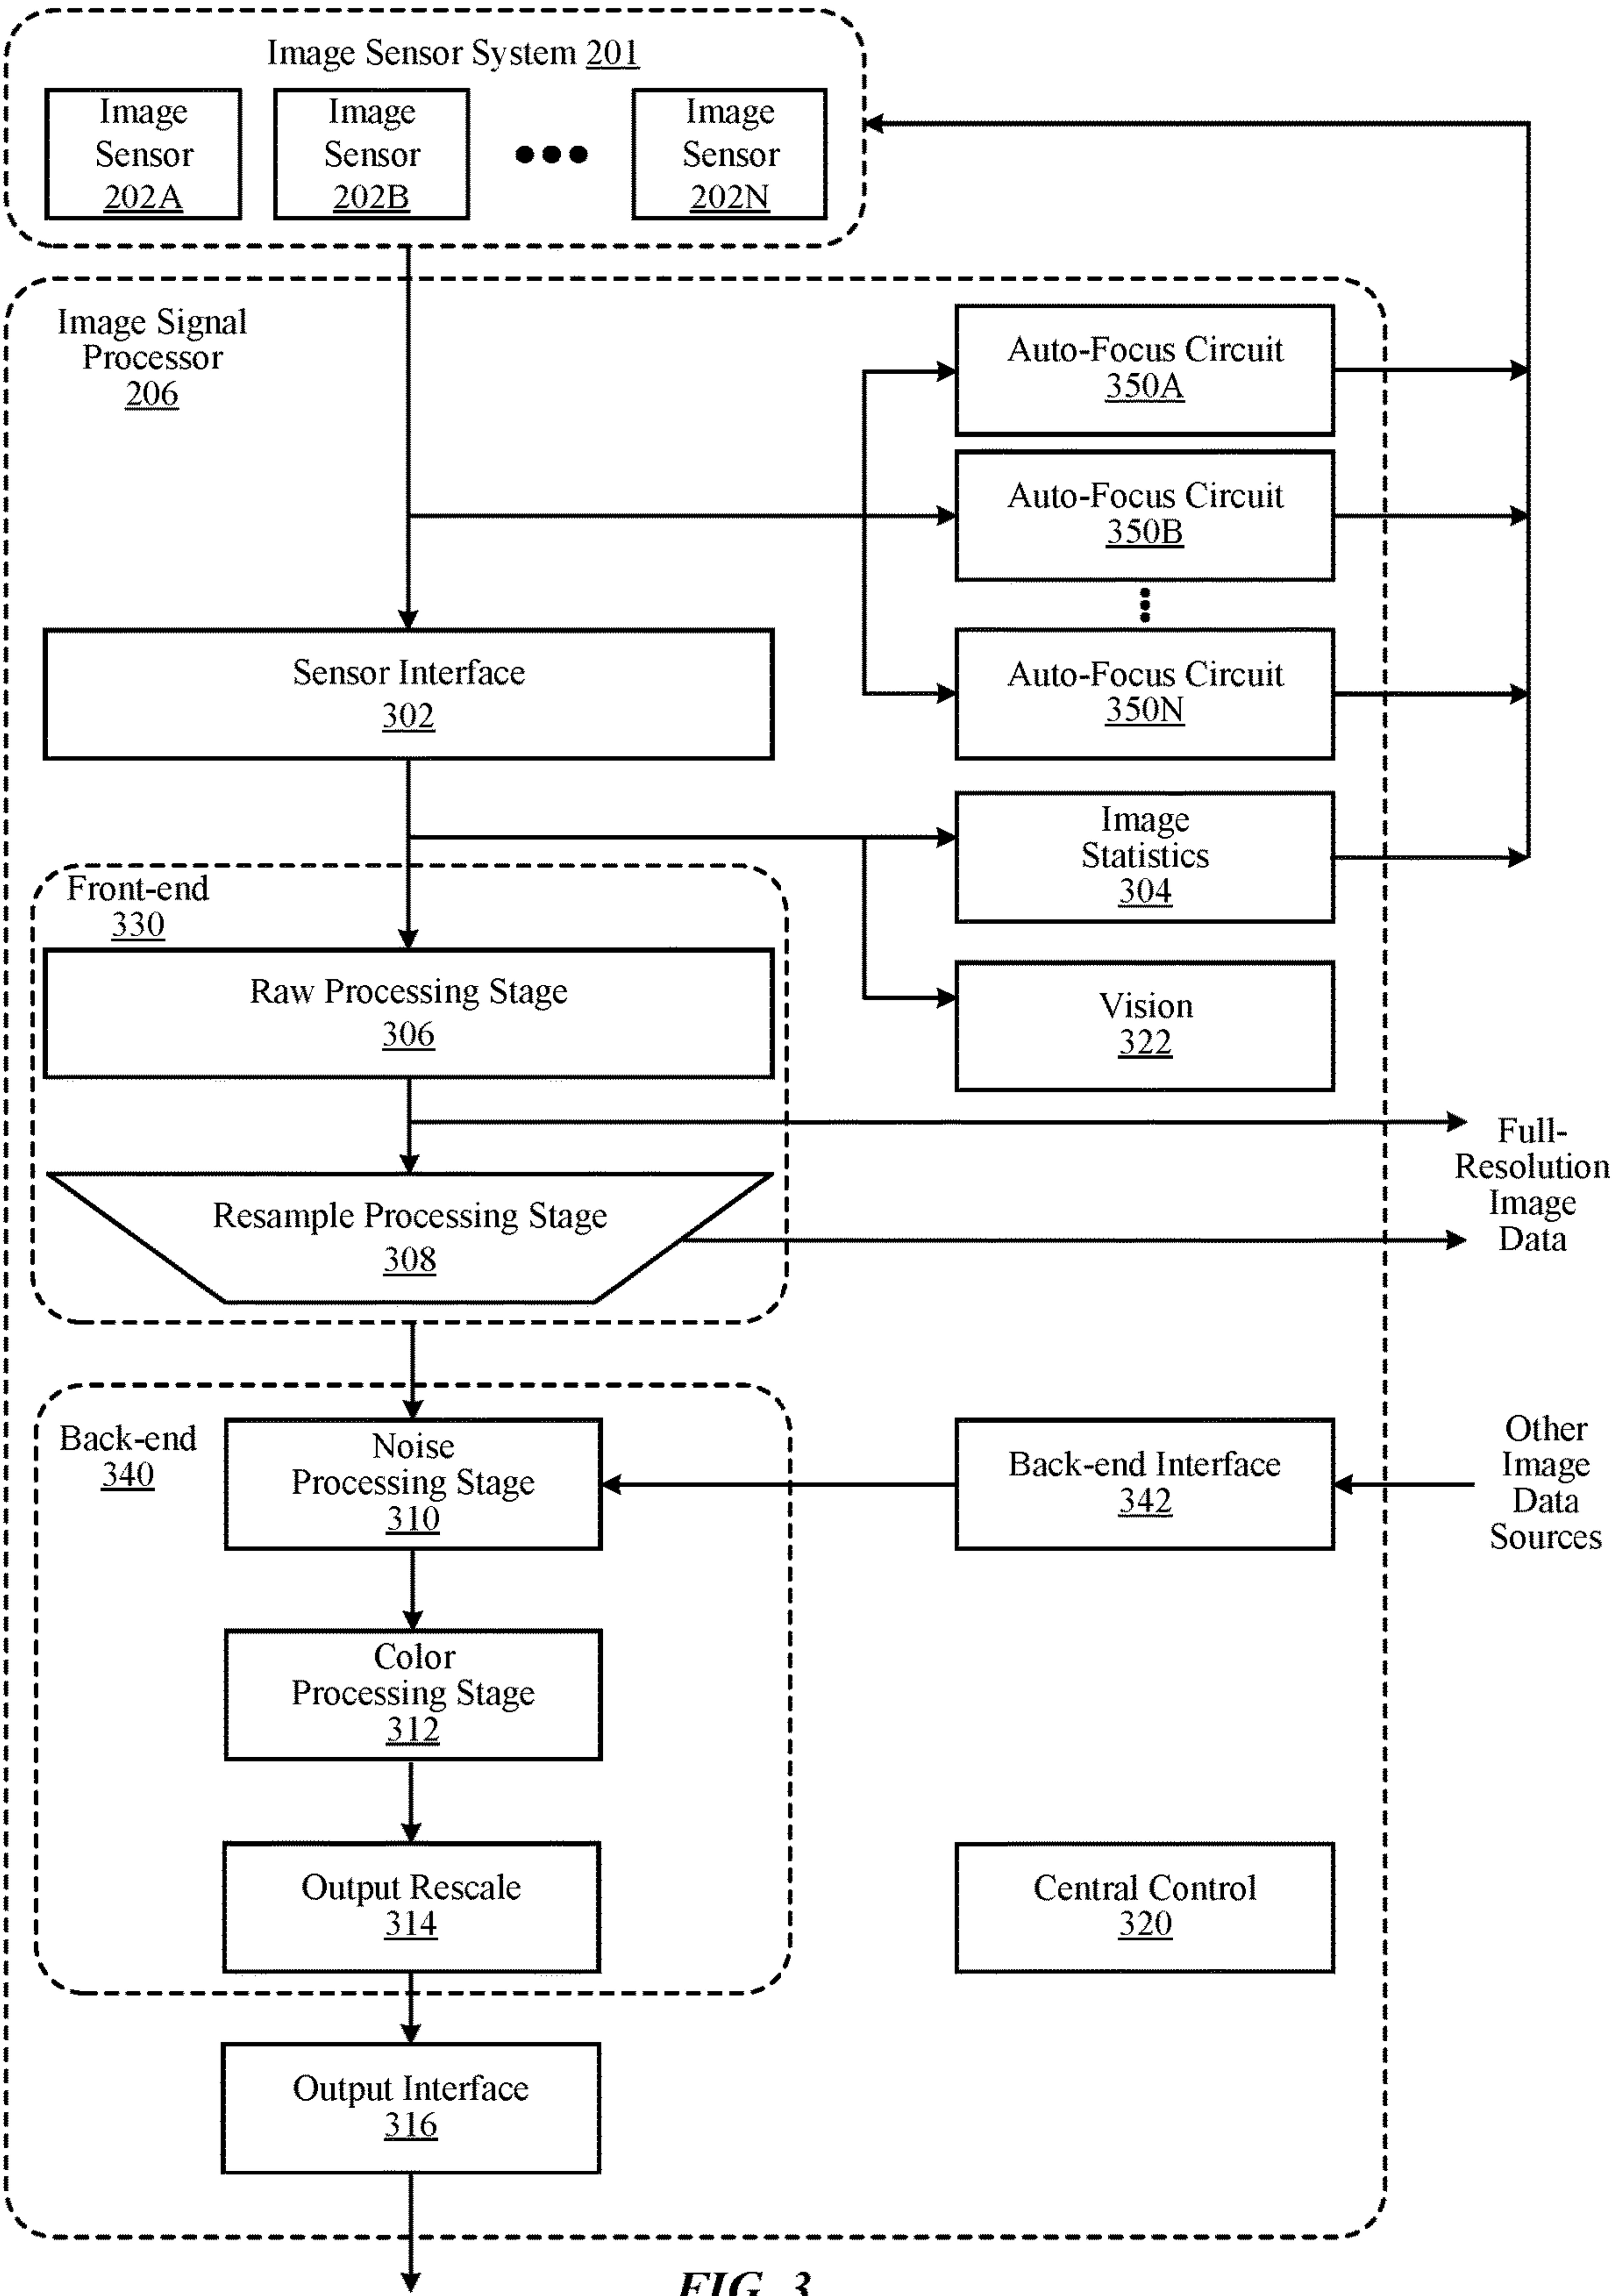 Image Sensor System 201
Image
Sensor
202A
Image
Sensor
202B
Image
Sensor
202N
Image Signal
Processor
206
Auto-Focus Circuit
350A
Auto-Focus Circuit
350B
Auto-Focus Circuit
350N
Sensor Interface
302
Image
Statistics
304
Front-end
330
Raw Processing Stage
306
Vision
322
Full-
Resolution
Image
Data
Resample Processing Stage
308
Back-end
340
Noise
Processing Stage
310
Back-end Interface
342
Other
Image
Data
Sources
Color
Processing Stage
312
Output Rescale
314
Central Control
320
Output Interface
316
FIG. 3